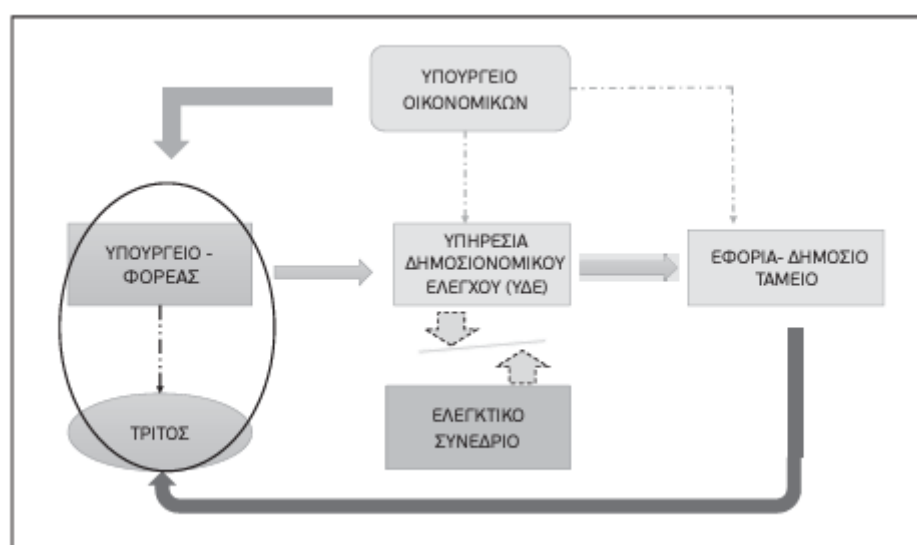 ΥΠΟΥΡΓΕΙΟ
ΟΙΚΟΝΟΜΙΚΩΝ
ΥΠΟΥΡΓΕΙΟ -
ΦΟΡΕΑΣ
ΥΠΗΡΕΣΙΑ
ΔΗΜΟΣΙΟΝΟΜΙΚΟΥ
ΕΛΕΓΧΟΥ (ΥΔΕ)
ΕΦΟΡΙΑ- ΔΗΜΟΣΙΟ
ΤΑΜΕΙΟ
ΤΡΙΤΟΣ
ΕΛΕΓΚΤΙΚΟ
ΣΥΝΕΔΡΙΟ